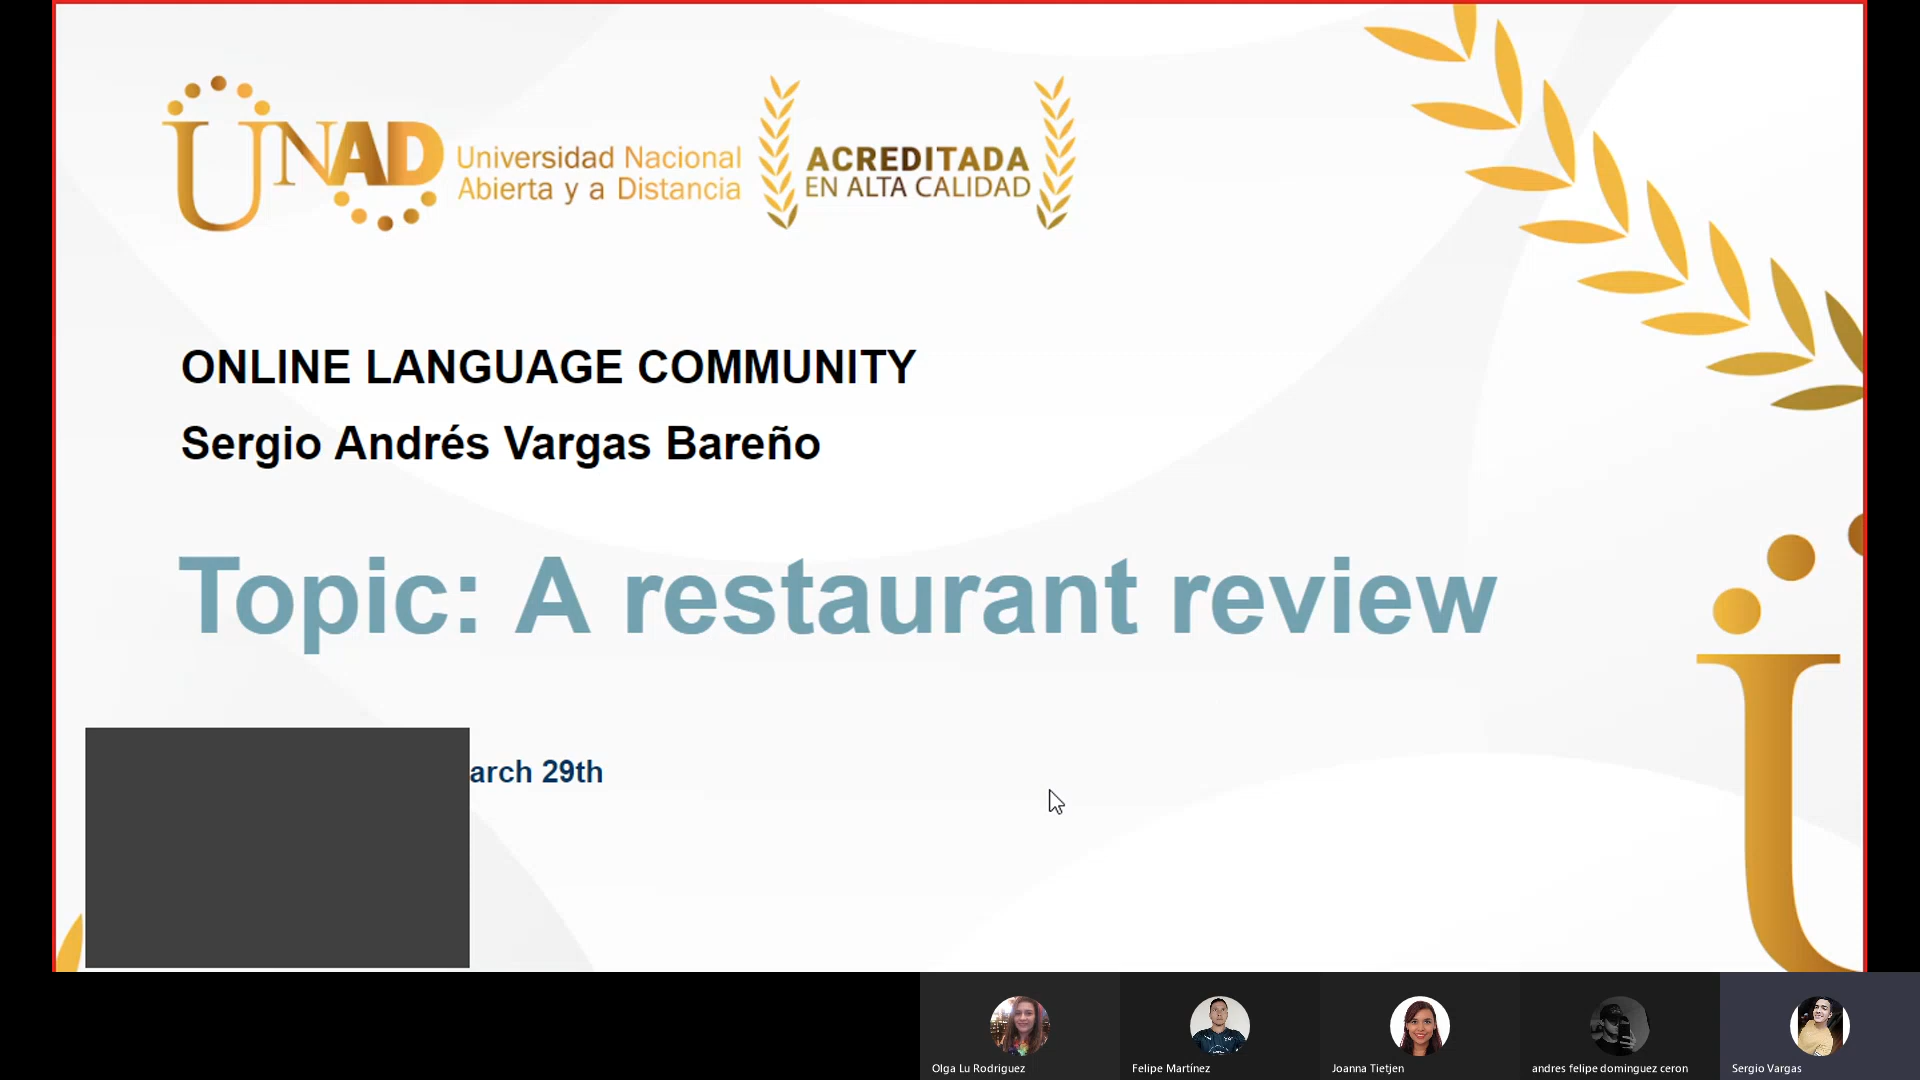 UNAD
Universidad Nacional
Abierta y a Distancia
ACREDITADA
EN ALTA CALIDAD
ONLINE LANGUAGE COMMUNITY
Sergio Andrés Vargas Bareño
Topic: A restaurant review
arch 29th
Olga Lu Rodriguez
Felipe Martínez
Joanna Tietjen
andres felipe dominguez ceron
Sergio Vargas